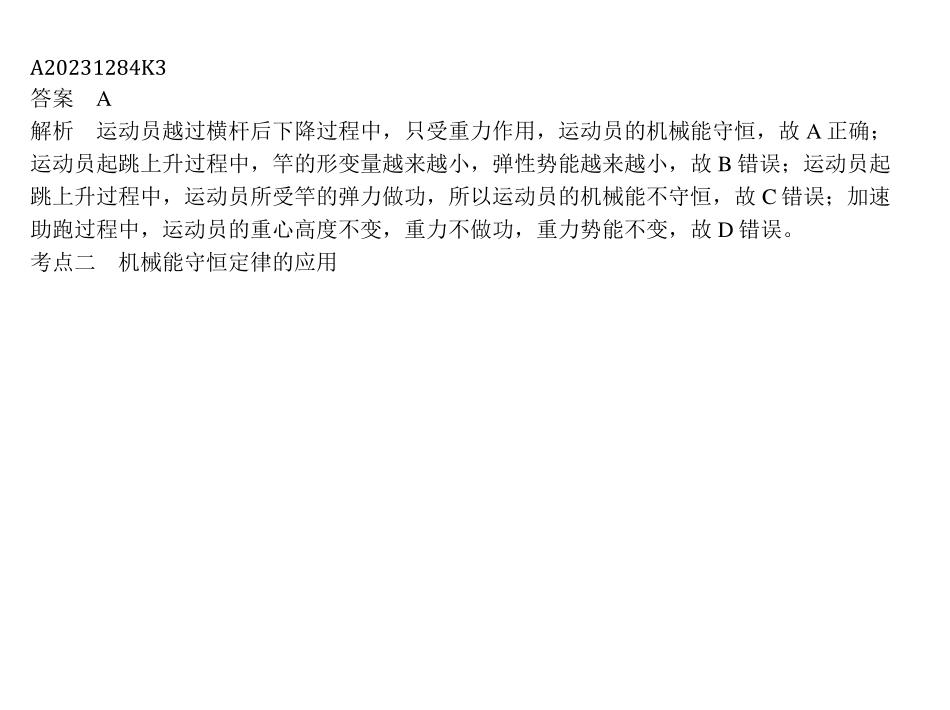 A20231284K3
答案　A
解析　运动员越过横杆后下降过程中，只受重力作用，运动员的机械能守恒，故 A 正确；
运动员起跳上升过程中，竿的形变量越来越小，弹性势能越来越小，故 B 错误；运动员起
跳上升过程中，运动员所受竿的弹力做功，所以运动员的机械能不守恒，故 C 错误；加速
助跑过程中，运动员的重心高度不变，重力不做功，重力势能不变，故 D 错误。
考点二　机械能守恒定律的应用